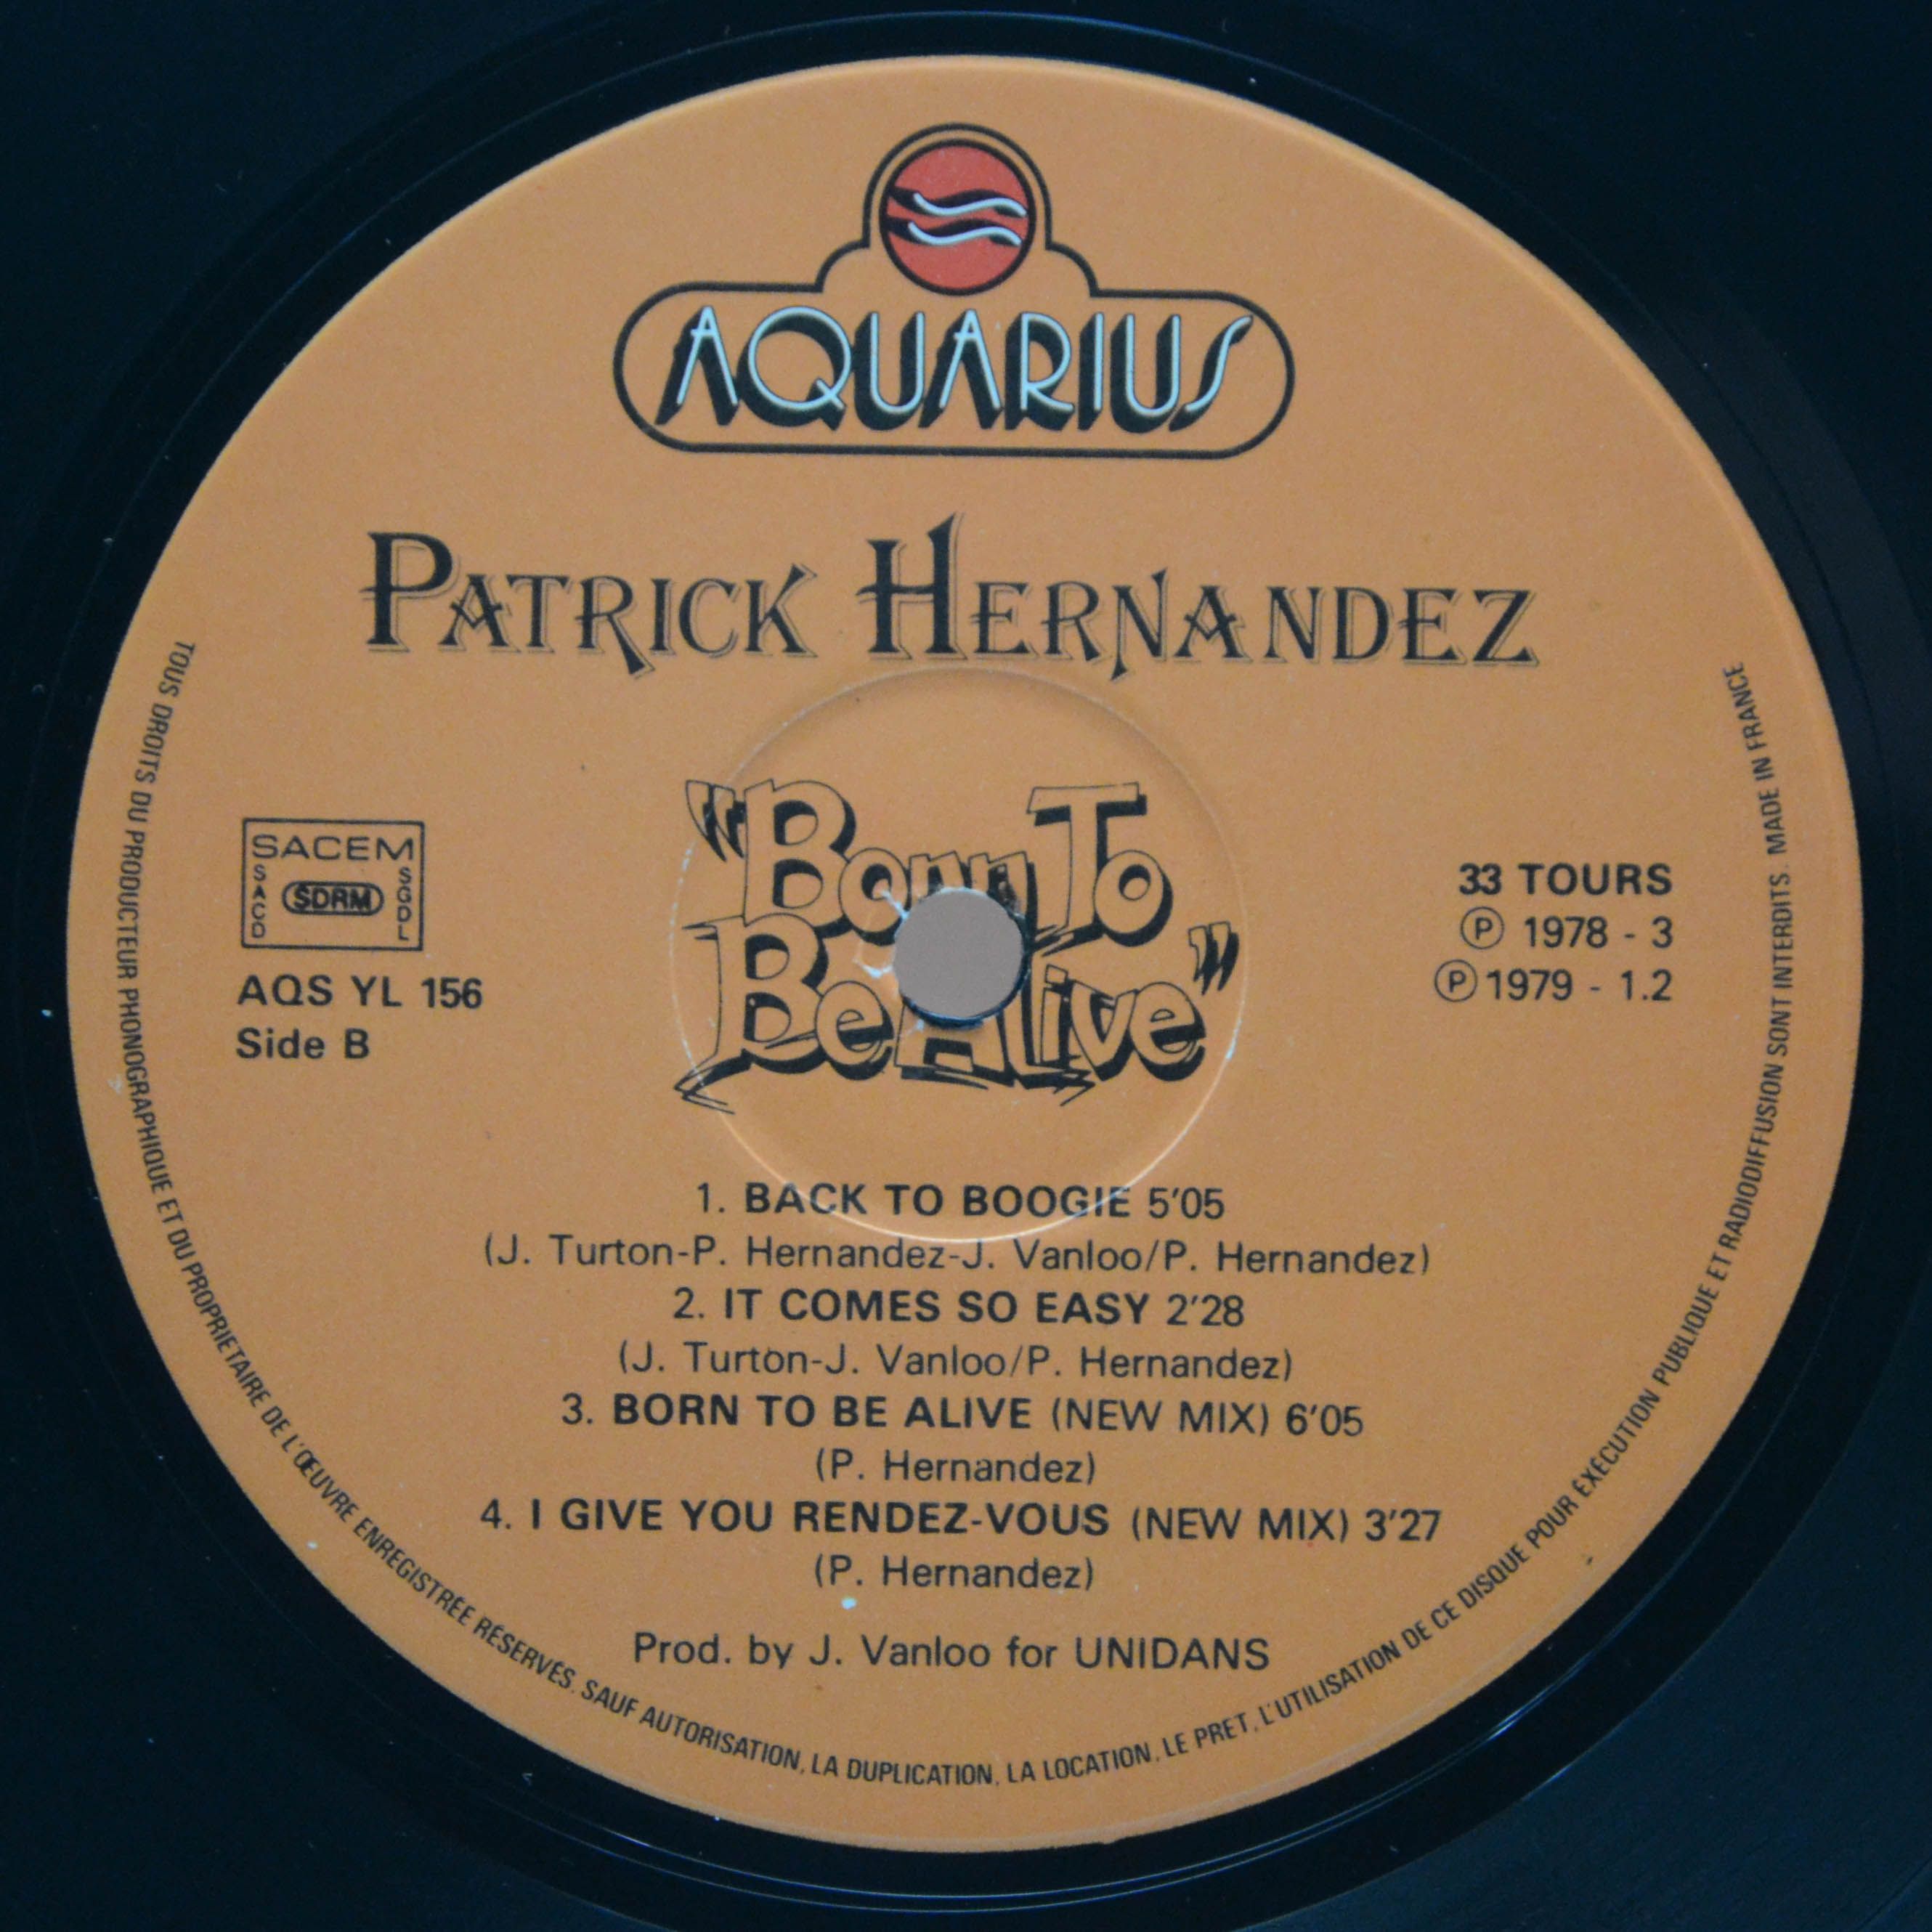 AQUARIUS
PATRICK HERNANDEZ
"Born To
Be Alive"
SACEM
SACD
SDRM
SGDL
AQS YL 156
Side B
33 TOURS
Ⓟ 1978 - 3
Ⓟ 1979 - 1.2
1. BACK TO BOOGIE 5'05
(J. Turton-P. Hernandez-J. Vanloo/P. Hernandez)
2. IT COMES SO EASY 2'28
(J. Turton-J. Vanloo/P. Hernandez)
3. BORN TO BE ALIVE (NEW MIX) 6'05
(P. Hernandez)
4. I GIVE YOU RENDEZ-VOUS (NEW MIX) 3'27
(P. Hernandez)
Prod. by J. Vanloo for UNIDANS
TOUS DROITS DU PRODUCTEUR PHONOGRAPHIQUE ET DU PROPRIETAIRE DE L'ŒUVRE ENREGISTRÉE RÉSERVÉS. SAUF AUTORISATION, LA DUPLICATION, LA LOCATION, LE PRET, L'UTILISATION DE CE DISQUE POUR EXÉCUTION PUBLIQUE ET RADIODIFFUSION SONT INTERDITS. MADE IN FRANCE